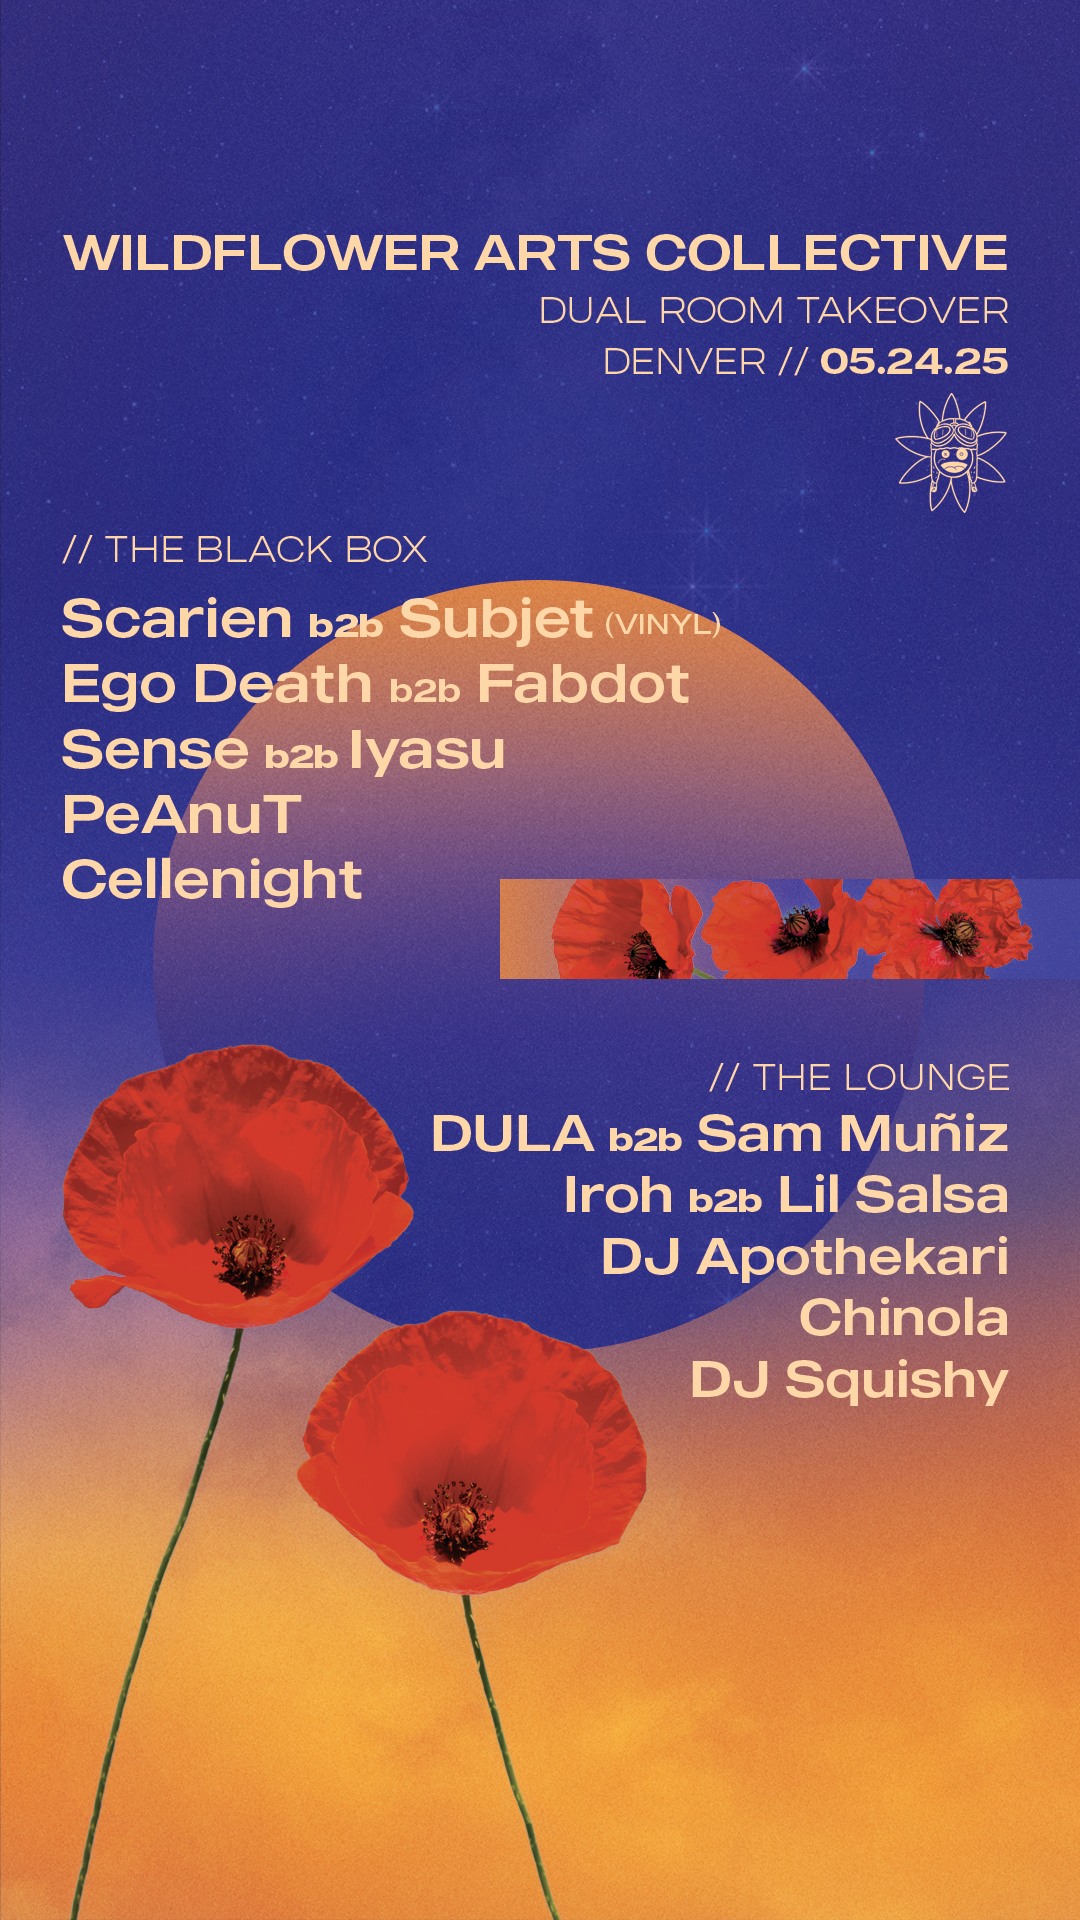 WILDFLOWER ARTS COLLECTIVE
DUAL ROOM TAKEOVER
DENVER // 05.24.25
// THE BLACK BOX
Scarien b2b Subjet (VINYL)
Ego Death b2b Fabdot
Sense b2b Iyasu
PeAnuT
Cellenight
// THE LOUNGE
DULA b2b Sam Muñiz
Iroh b2b Lil Salsa
DJ Apothekari
Chinola
DJ Squishy